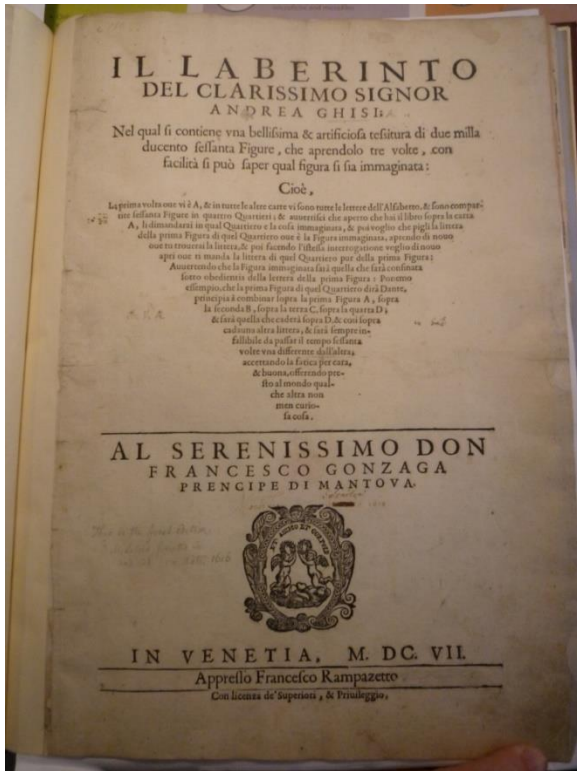 IL LABERINTO
DEL CLARISSIMO SIGNOR
ANDREA GHISI:
Nel qual si contiene vna bellissima & artificiosa tessitura di due milla
ducento sessanta Figure, che aprendolo tre volte, con
facilità si può saper qual figura si sia immaginata:
Cioè,
La prima volta oue vi è A, & in tutte le altre carte vi sono tutte le lettere dell'Alfabetto, & sono compar-
tite sessanta Figure in quattro Quartieri; & auuertisci che aperto che hai il libro sopra la carta
A, li dimandarai in qual Quartiero è la cosa immaginata, & poi voglio che pigli la littera
della prima Figura di quel Quartiero oue è la Figura immaginata, aprendo di nouo
oue tu trouerai la littera, & poi facendo l'istessa interrogatione voglio di nouo
apri oue ti manda la littera di quel Quartiero pur della prima Figura;
Auuertendo che la Figura immaginata sarà quella che sarà confinata
sotto obedientia della lettera della prima Figura: Poniamo
essimpio, che la prima Figura di quel Quartiero dirà Dante,
principia à combinar sopra la prima Figura A, sopra
la seconda B, sopra la terza C, sopra la quarta D;
& sarà quella che caderà sopra D, & così sopra
cadauna altra littera, & sarà sempre in-
fallibile da passar il tempo sessanta
volte vna differente dall'altra;
accettando la fatica per cara,
& buona, offerendo pre-
sto al mondo qual-
che altra non
men curio-
sa cosa.
AL SERENISSIMO DON
FRANCESCO GONZAGA
PRENCIPE DI MANTOVA.
IN VENETIA, M. DC. VII.
Appresso Francesco Rampazetto
Con licenza de' Superiori, & Priuileggio,